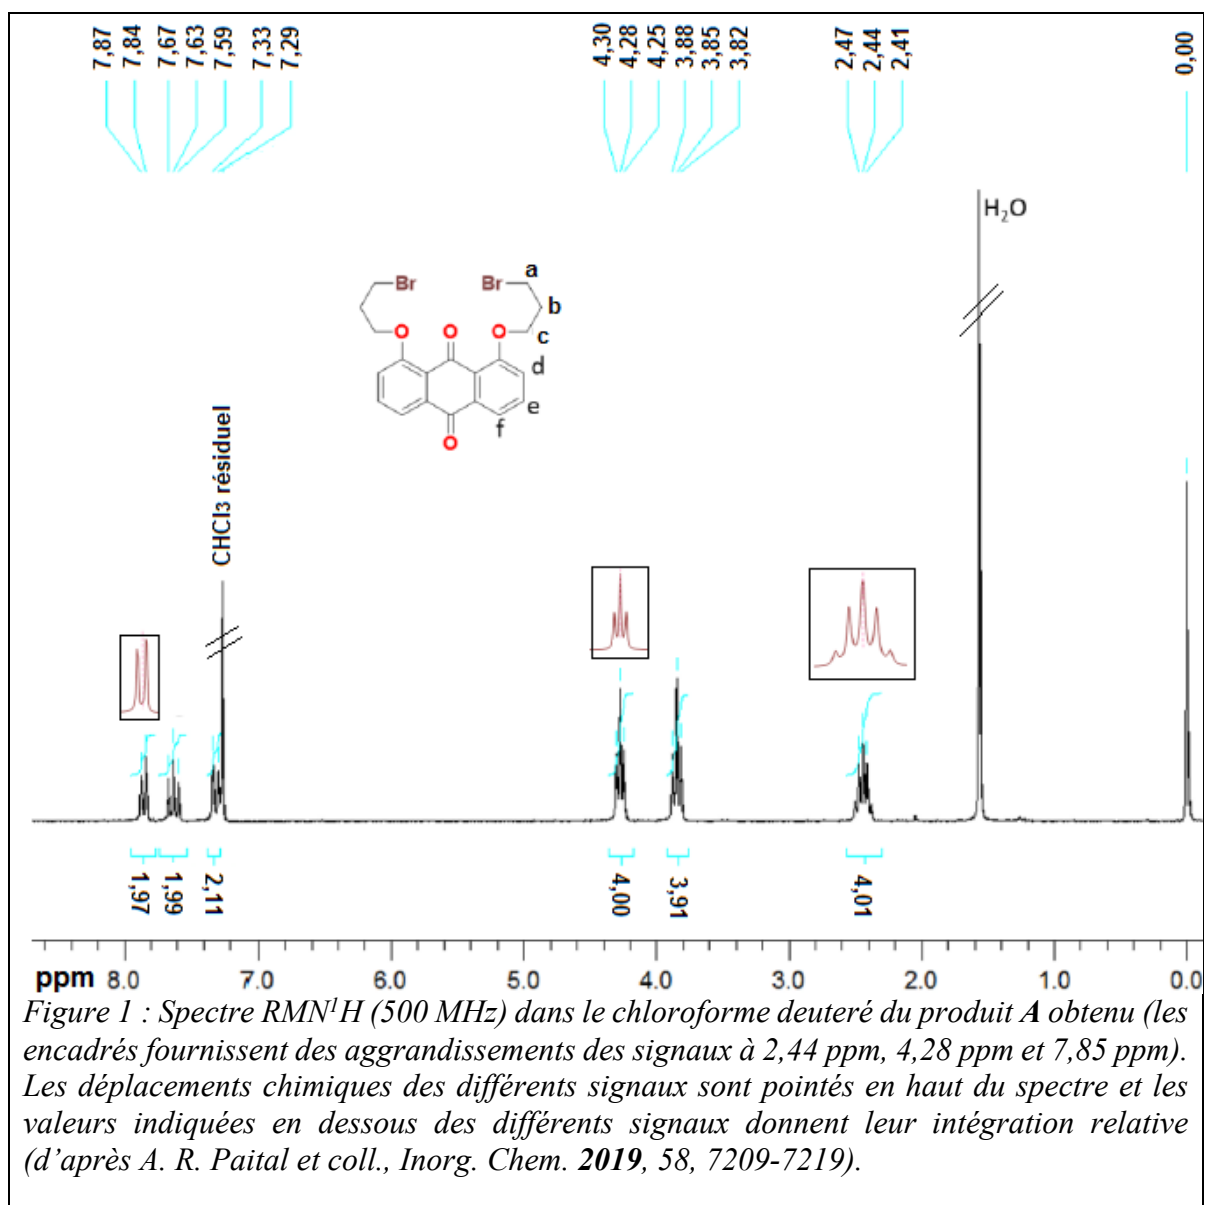 7,87 7,84 7,67 7,63 7,59 7,33 7,29 4,30 4,28 4,25 3,88 3,85 3,82 2,47 2,44 2,41 0,00
H2O
Br Br a
b
O O O c
d
e
f
O
CHCl3 résiduel
1,97 1,99 2,11 4,00 3,91 4,01
ppm 8.0 7.0 6.0 5.0 4.0 3.0 2.0 1.0 0.0
Figure 1 : Spectre RMN¹H (500 MHz) dans le chloroforme deuteré du produit A obtenu (les
encadrés fournissent des aggrandissements des signaux à 2,44 ppm, 4,28 ppm et 7,85 ppm).
Les déplacements chimiques des différents signaux sont pointés en haut du spectre et les
valeurs indiquées en dessous des différents signaux donnent leur intégration relative
(d’après A. R. Paital et coll., Inorg. Chem. 2019, 58, 7209-7219).